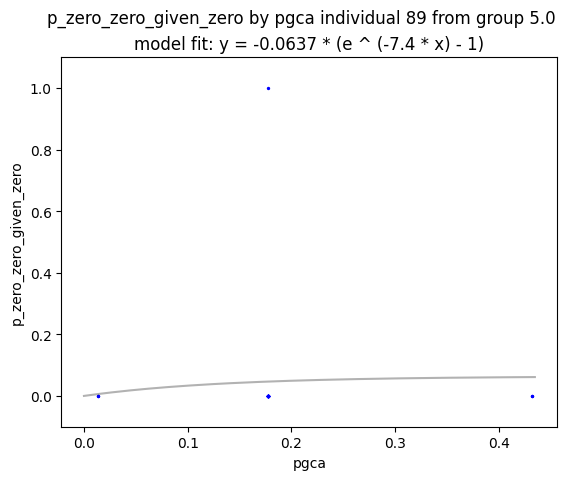 p_zero_zero_given_zero by pgca individual 89 from group 5.0
model fit: y = -0.0637 * (e ^ (-7.4 * x) - 1)
1.0
0.8
0.6
0.4
0.2
0.0
p_zero_zero_given_zero
0.0 0.1 0.2 0.3 0.4
pgca